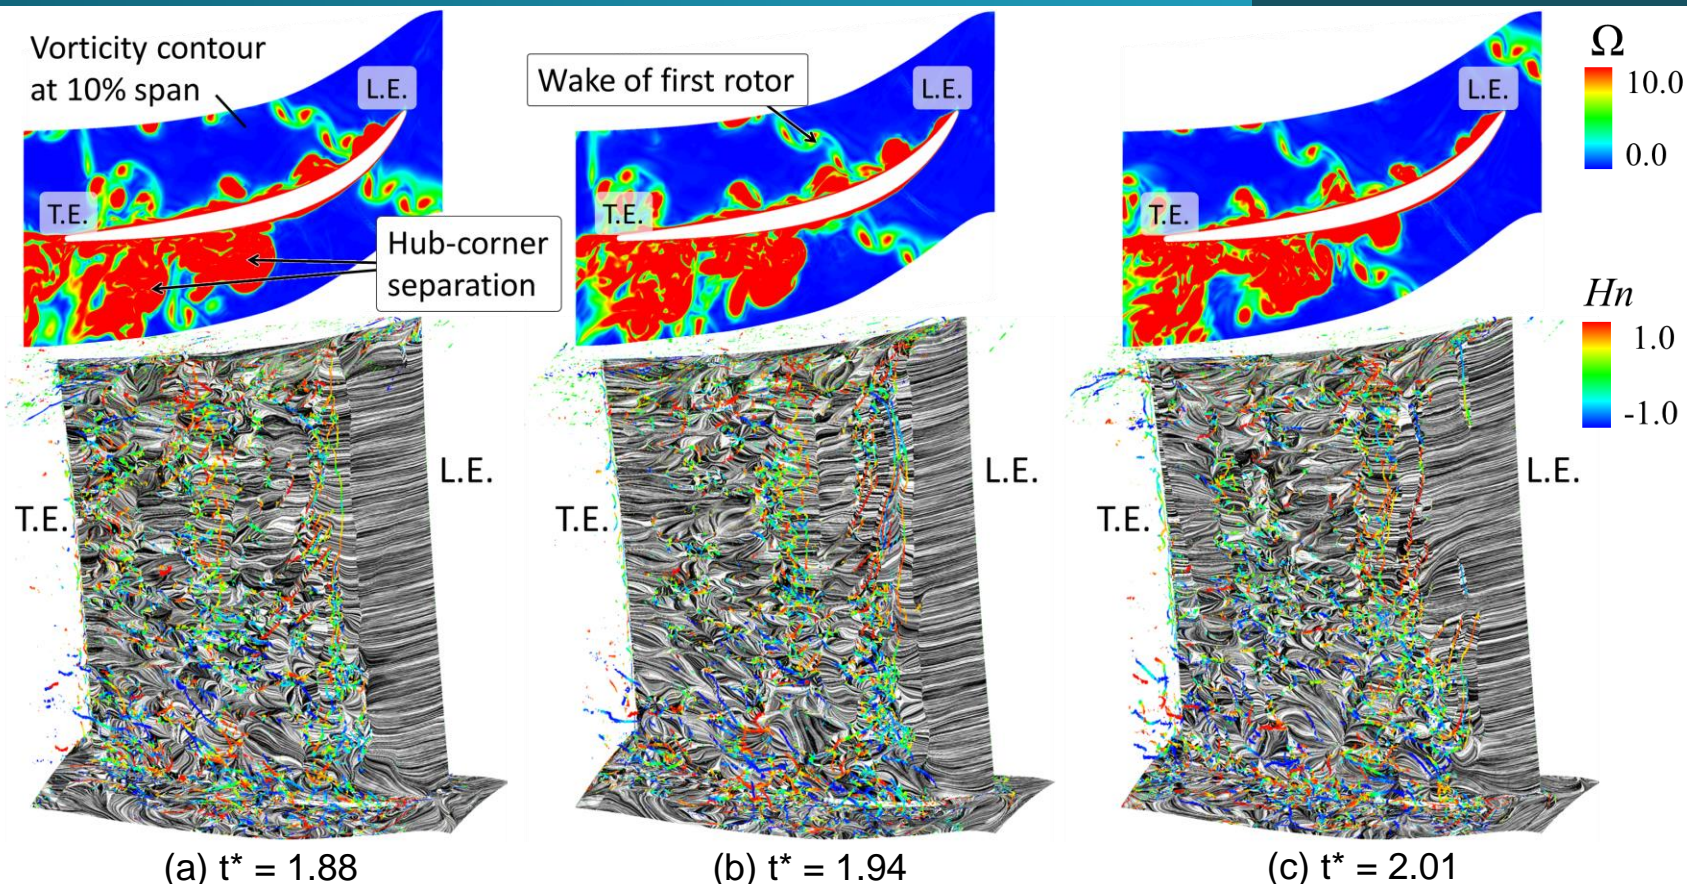 Vorticity contour
at 10% span
L.E.
T.E.
Hub-corner
separation
Wake of first rotor
L.E.
T.E.
L.E.
T.E.
Ω
10.0
0.0
Hn
1.0
-1.0
T.E.
L.E.
T.E.
L.E.
T.E.
L.E.
(a) t* = 1.88
(b) t* = 1.94
(c) t* = 2.01